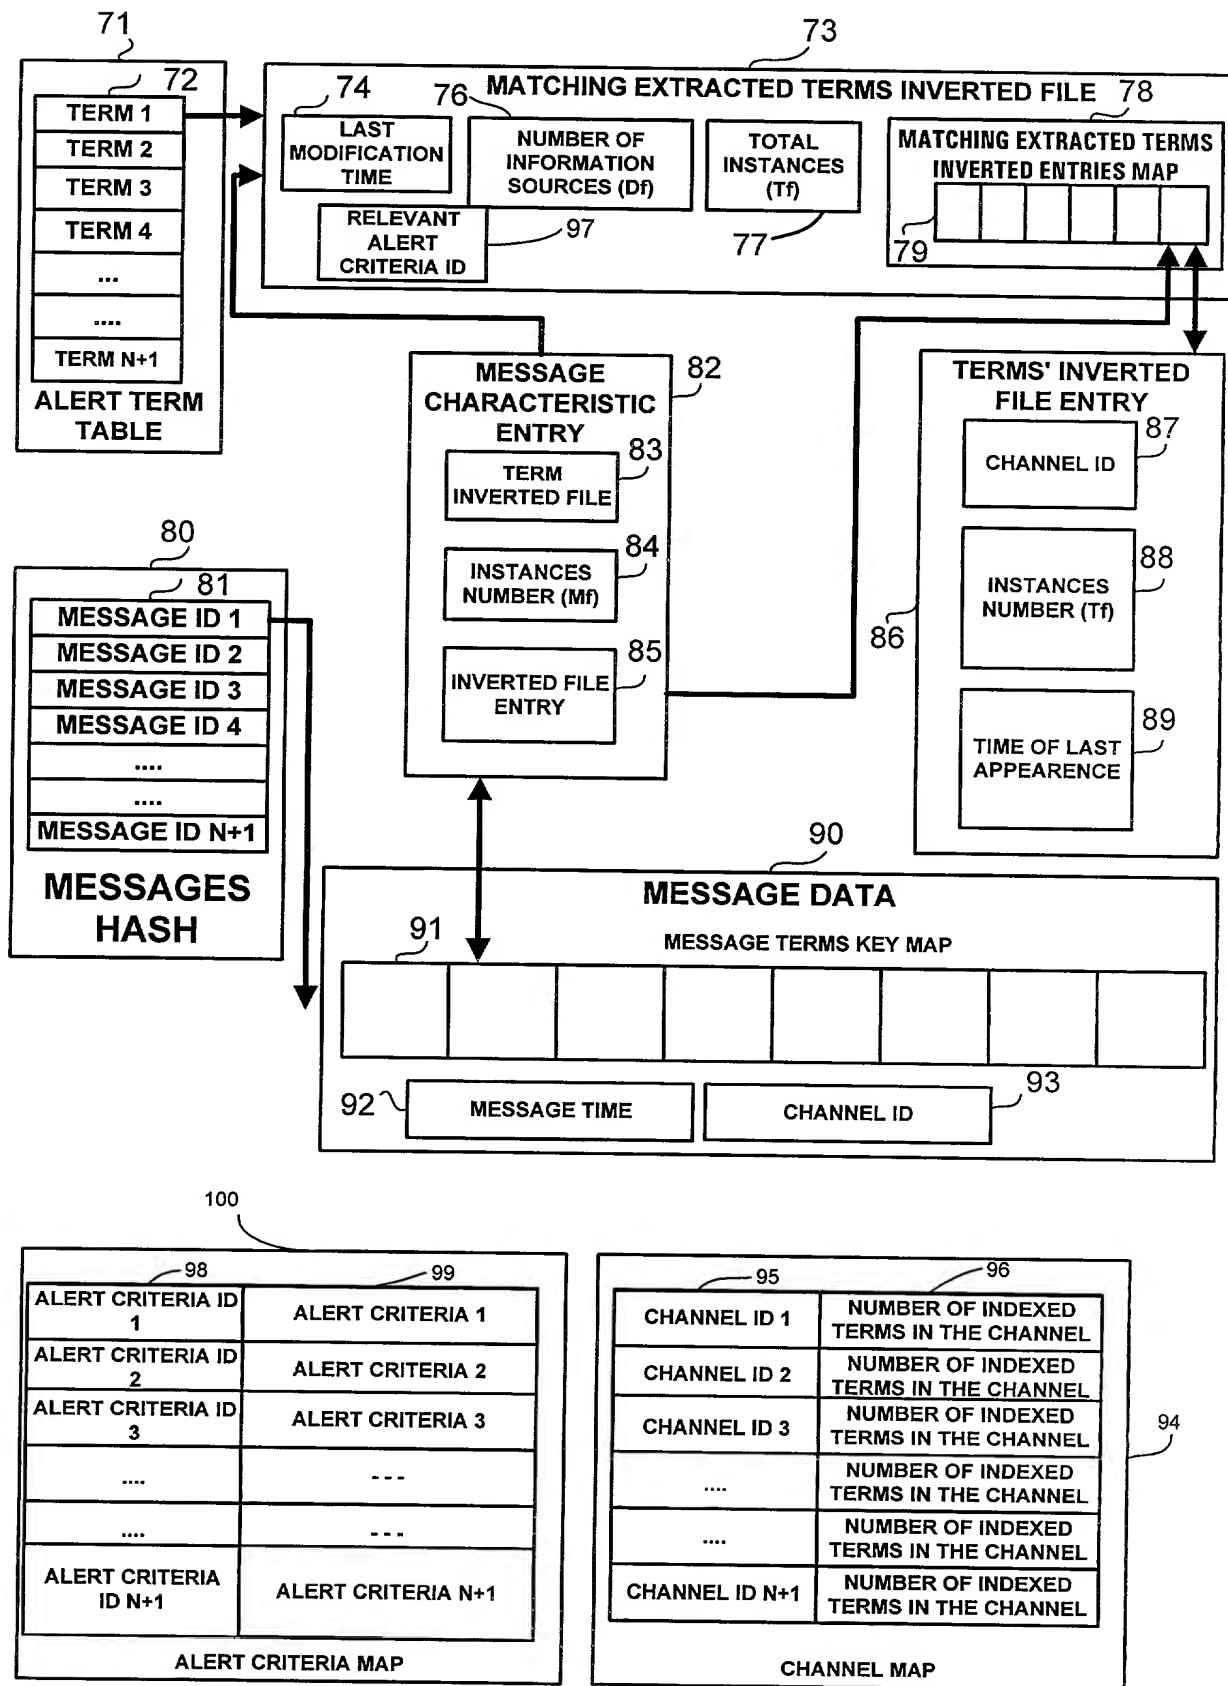 71
72
TERM 1
TERM 2
TERM 3
TERM 4
...
....
TERM N+1
ALERT TERM
TABLE
73
MATCHING EXTRACTED TERMS INVERTED FILE
74
LAST
MODIFICATION
TIME
76
NUMBER OF
INFORMATION
SOURCES (Df)
TOTAL
INSTANCES
(Tf)
77
RELEVANT
ALERT
CRITERIA ID
97
78
MATCHING EXTRACTED TERMS
INVERTED ENTRIES MAP
79
MESSAGE
CHARACTERISTIC
ENTRY
82
TERM
INVERTED FILE
83
INSTANCES
NUMBER (Mf)
84
INVERTED FILE
ENTRY
85
TERMS' INVERTED
FILE ENTRY
CHANNEL ID
87
INSTANCES
NUMBER (Tf)
88
86
TIME OF LAST
APPEARENCE
89
80
81
MESSAGE ID 1
MESSAGE ID 2
MESSAGE ID 3
MESSAGE ID 4
....
....
MESSAGE ID N+1
MESSAGES
HASH
90
MESSAGE DATA
MESSAGE TERMS KEY MAP
91
92
MESSAGE TIME
CHANNEL ID
93
100
98
99
ALERT CRITERIA ID
1
ALERT CRITERIA 1
ALERT CRITERIA ID
2
ALERT CRITERIA 2
ALERT CRITERIA ID
3
ALERT CRITERIA 3
....
---
....
---
ALERT CRITERIA
ID N+1
ALERT CRITERIA N+1
ALERT CRITERIA MAP
95
96
CHANNEL ID 1
NUMBER OF INDEXED
TERMS IN THE CHANNEL
CHANNEL ID 2
NUMBER OF INDEXED
TERMS IN THE CHANNEL
CHANNEL ID 3
NUMBER OF INDEXED
TERMS IN THE CHANNEL
....
NUMBER OF INDEXED
TERMS IN THE CHANNEL
....
NUMBER OF INDEXED
TERMS IN THE CHANNEL
CHANNEL ID N+1
NUMBER OF INDEXED
TERMS IN THE CHANNEL
94
CHANNEL MAP